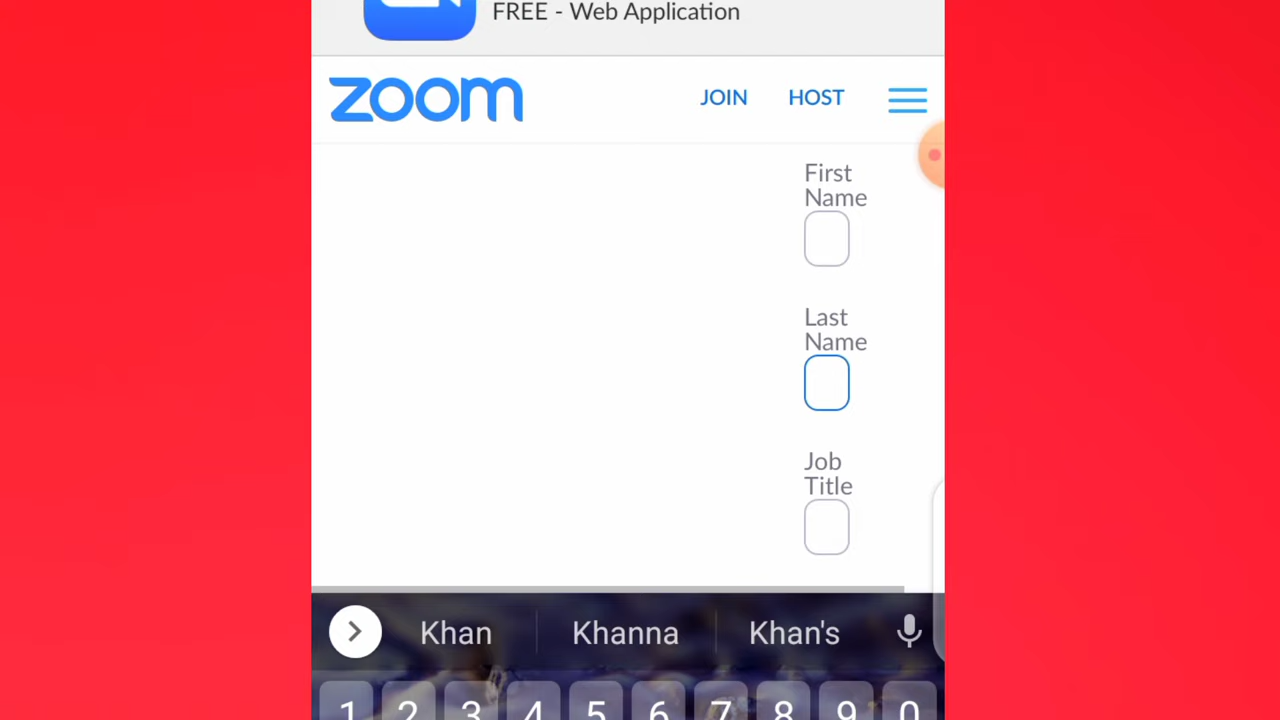 FREE - Web Application
zoom
JOIN HOST
First
Name
Last
Name
Job
Title
Khan Khanna Khan's
1 2 3 4 5 6 7 8 9 0